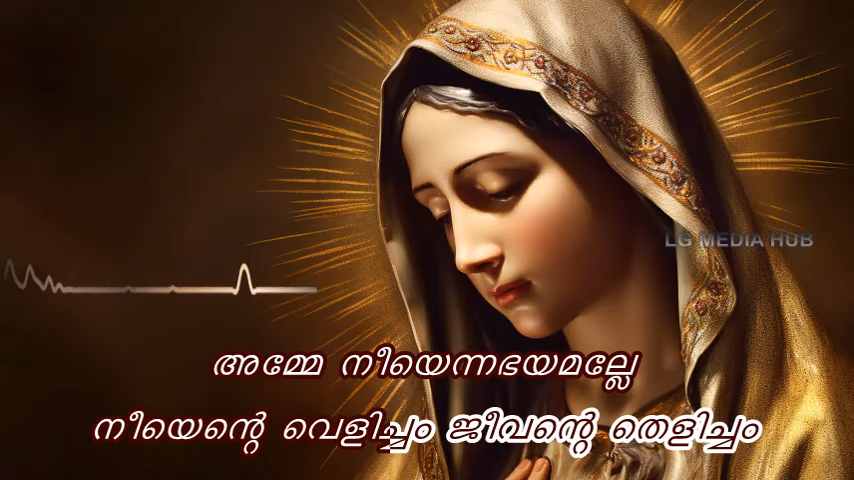 LG MEDIA HUB
അമ്മേ നീയെന്നഭയമല്ലേ
നീയെന്റെ വെളിച്ചം ജീവന്റെ തെളിച്ചം